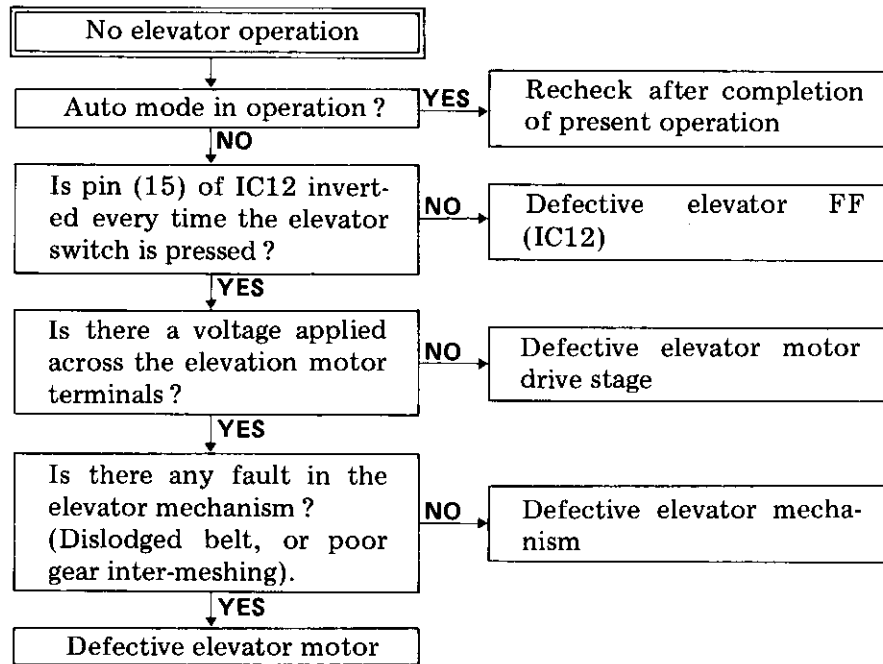 No elevator operation
Auto mode in operation ?
YES
Recheck after completion
of present operation
NO
Is pin (15) of IC12 invert-
ed every time the elevator
switch is pressed ?
NO
Defective elevator FF
(IC12)
YES
Is there a voltage applied
across the elevation motor
terminals ?
NO
Defective elevator motor
drive stage
YES
Is there any fault in the
elevator mechanism ?
(Dislodged belt, or poor
gear inter-meshing).
NO
Defective elevator mecha-
nism
YES
Defective elevator motor